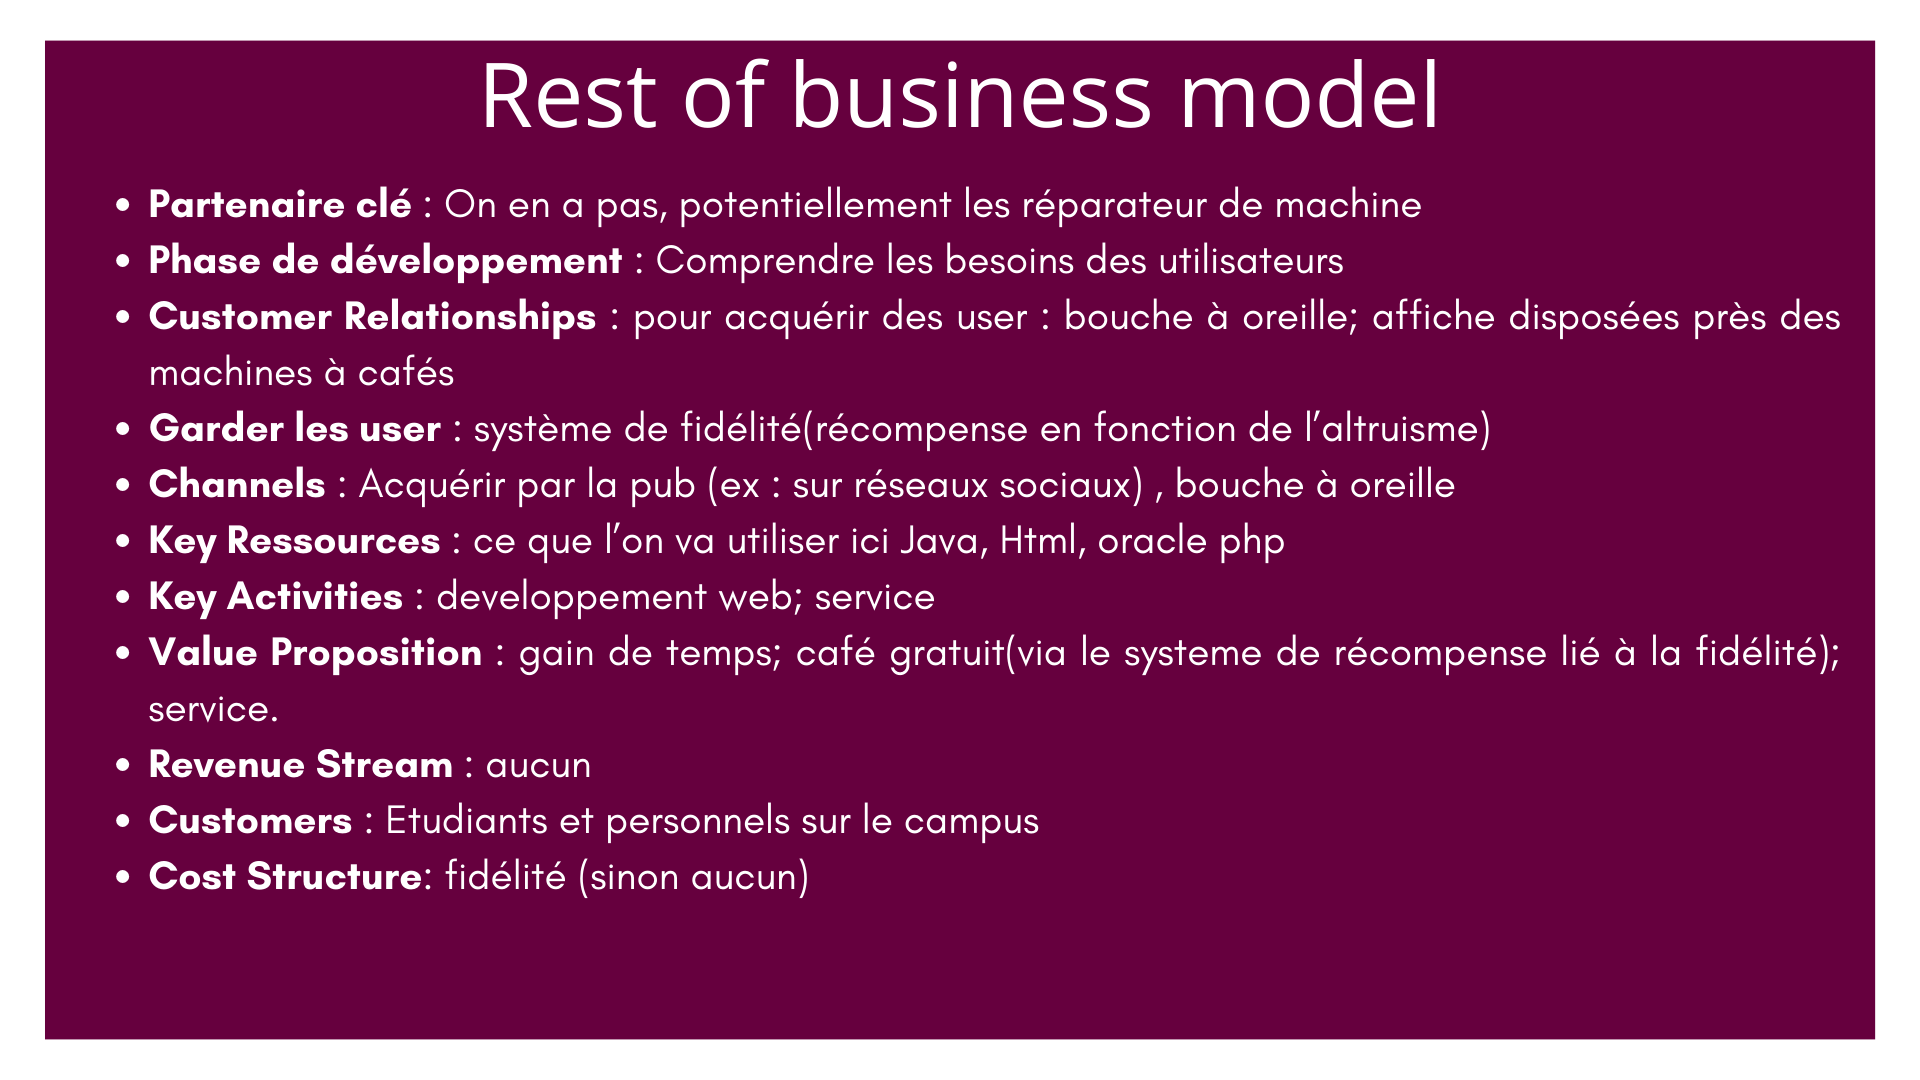 Rest of business model
• Partenaire clé : On en a pas, potentiellement les réparateur de machine
• Phase de développement : Comprendre les besoins des utilisateurs
• Customer Relationships : pour acquérir des user : bouche à oreille; affiche disposées près des
machines à cafés
• Garder les user : système de fidélité(récompense en fonction de l’altruisme)
• Channels : Acquérir par la pub (ex : sur réseaux sociaux) , bouche à oreille
• Key Ressources : ce que l’on va utiliser ici Java, Html, oracle php
• Key Activities : developpement web; service
• Value Proposition : gain de temps; café gratuit(via le systeme de récompense lié à la fidélité);
service.
• Revenue Stream : aucun
• Customers : Etudiants et personnels sur le campus
• Cost Structure: fidélité (sinon aucun)